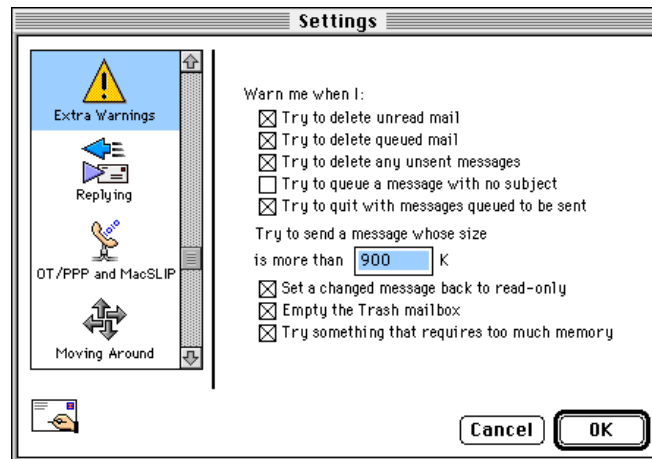 Settings
Extra Warnings
Replying
OT/PPP and MacSLIP
Moving Around
Warn me when I:
Try to delete unread mail
Try to delete queued mail
Try to delete any unsent messages
Try to queue a message with no subject
Try to quit with messages queued to be sent
Try to send a message whose size
is more than 900 K
Set a changed message back to read-only
Empty the Trash mailbox
Try something that requires too much memory
Cancel OK